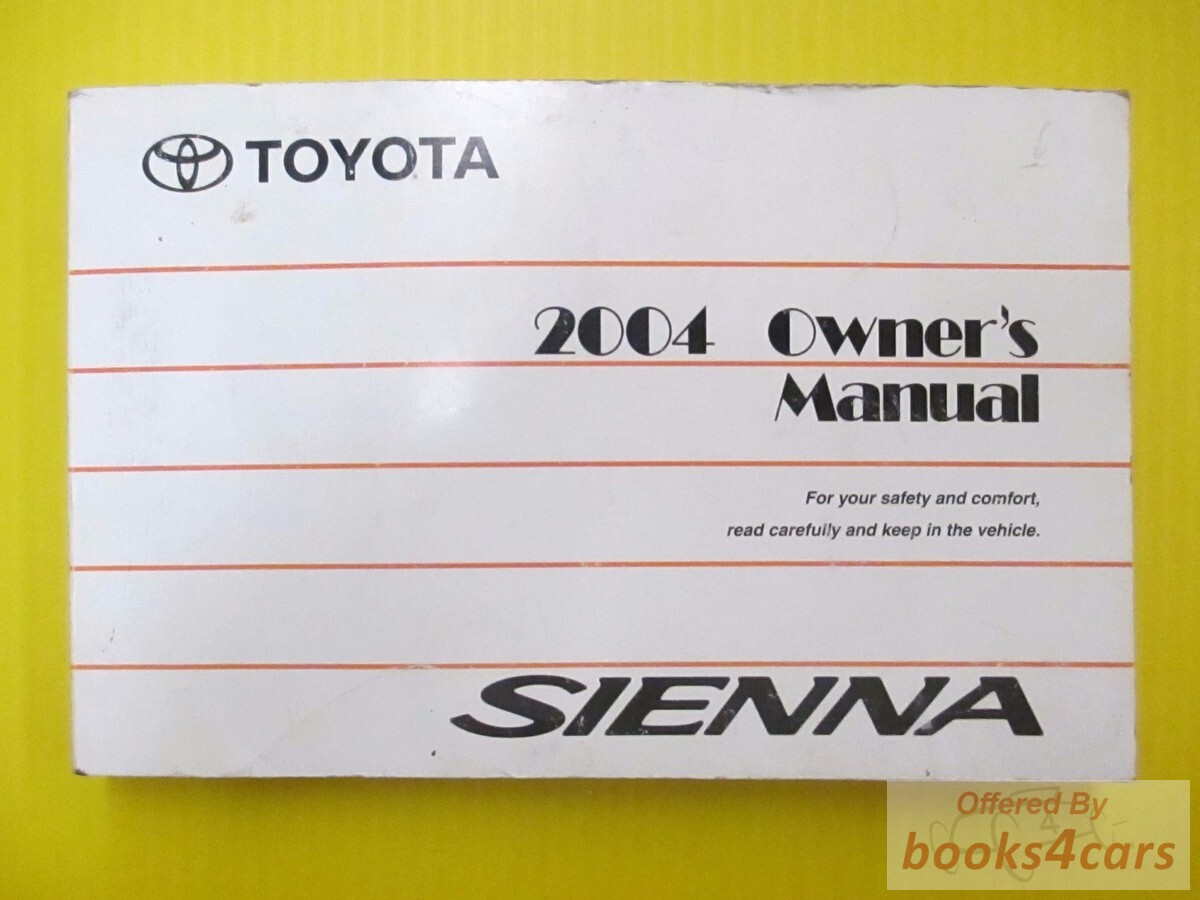 TOYOTA
2004 Owner's
Manual
For your safety and comfort,
read carefully and keep in the vehicle.
SIENNA
Offered By
books4cars